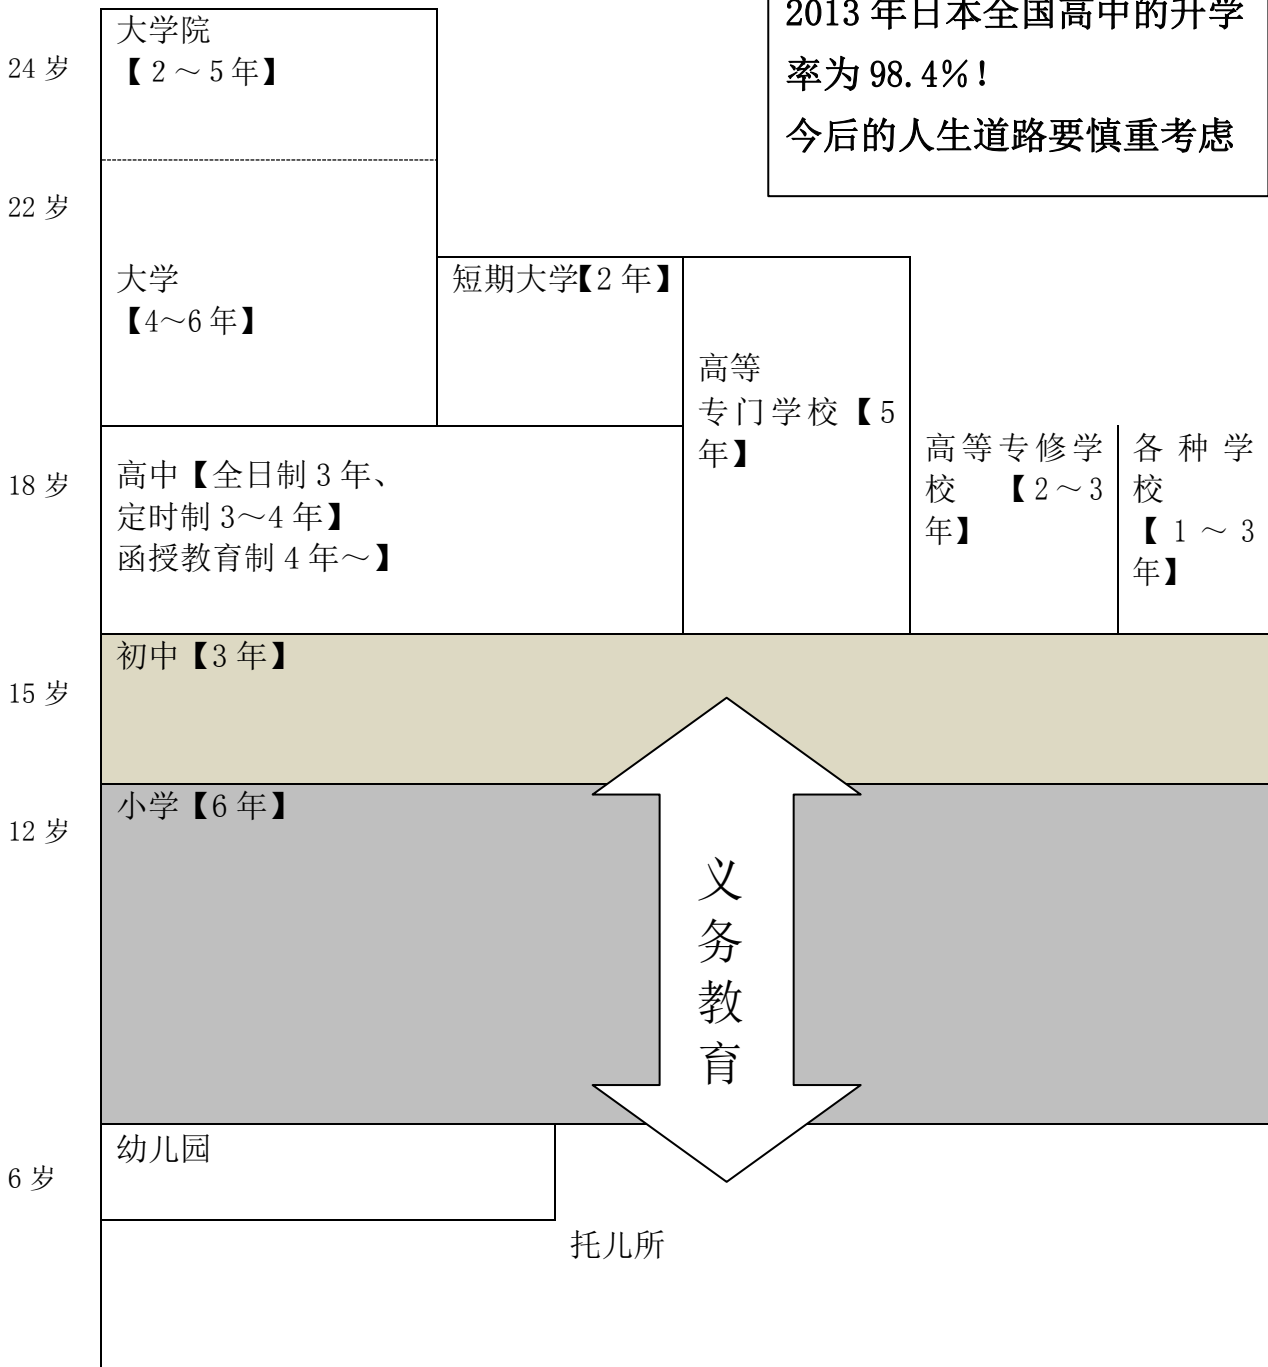 2013 年日本全国高中的升学
率为 98.4%!
今后的人生道路要慎重考虑
24 岁
大学院
【 2 ～ 5 年】
22 岁
大学
【4～6 年】
短期大学【2 年】
高等
专门学校【5
年】
18 岁
高中【全日制 3 年、
定时制 3～4 年】
函授教育制 4 年～】
高等专修学
校 【2～3
年】
各种学
校
【 1 ～ 3
年】
初中【3 年】
15 岁
小学【6 年】
12 岁
义
务
教
育
幼儿园
6 岁
托儿所